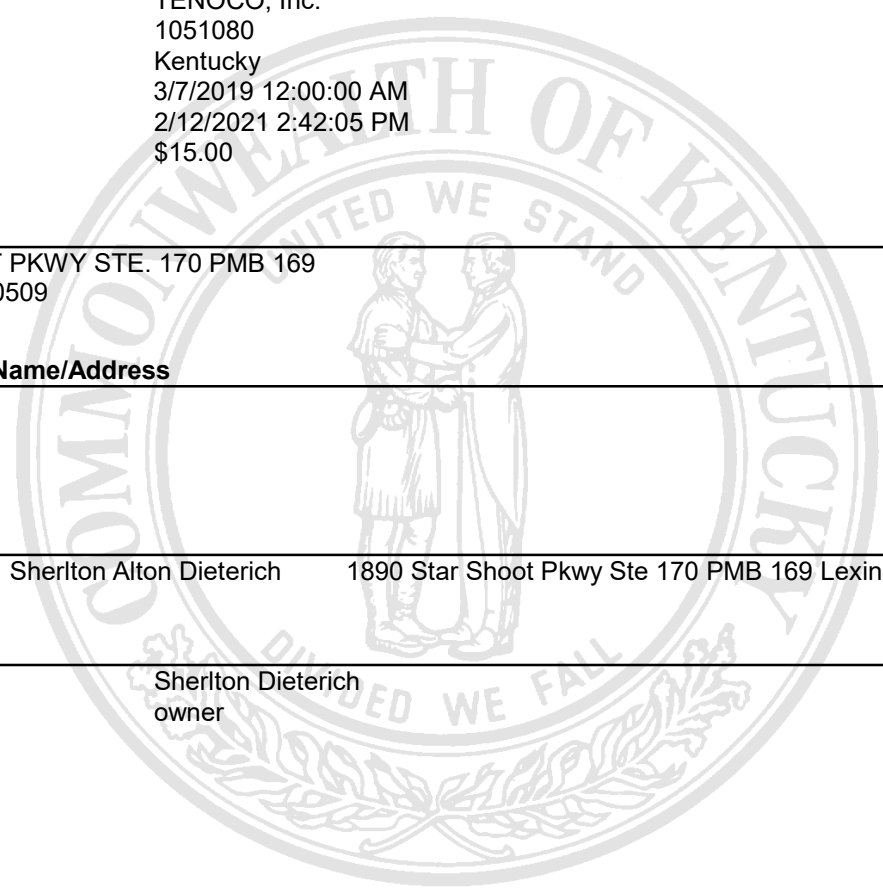 TENOCO, Inc.
1051080
Kentucky
3/7/2019 12:00:00 AM
2/12/2021 2:42:05 PM
$15.00
PKWY STE. 170 PMB 169
0509
Name/Address
Sherlton Alton Dieterich 1890 Star Shoot Pkwy Ste 170 PMB 169 Lexin
Sherlton Dieterich
owner
COMMONWEALTH OF KENTUCKY
UNITED WE STAND
DIVIDED WE FALL